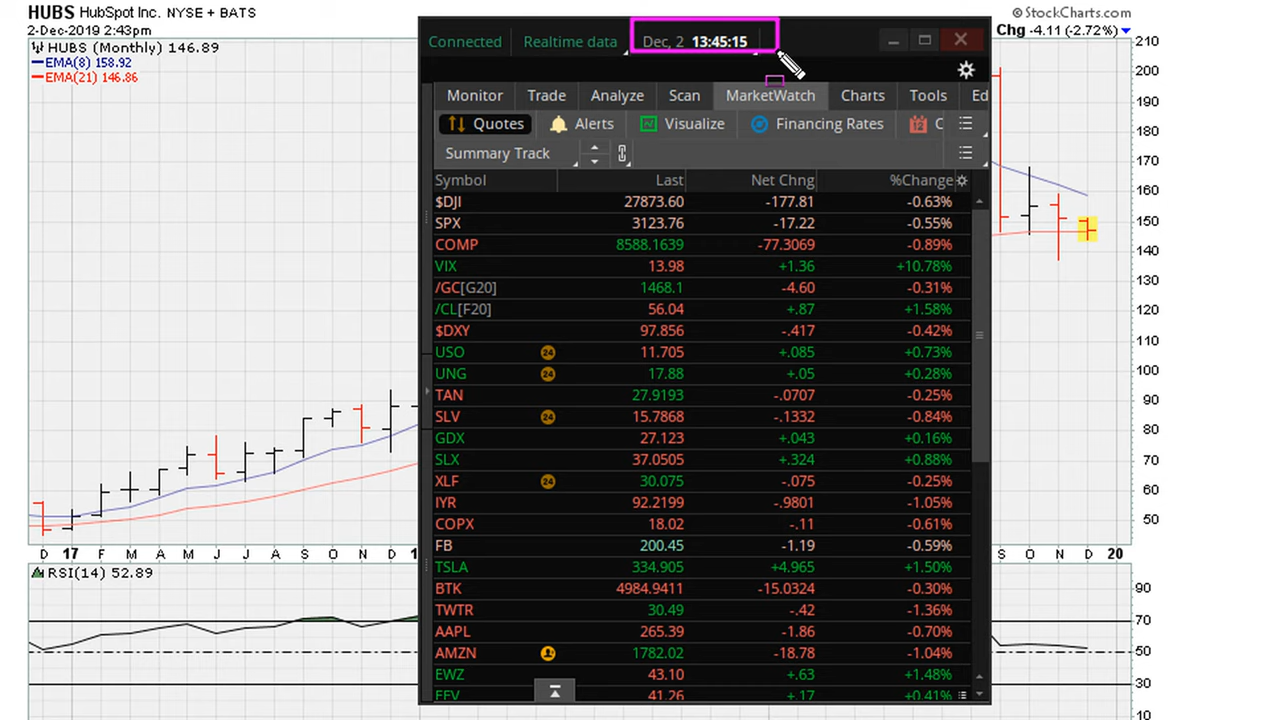 HUBS HubSpot Inc. NYSE + BATS
© StockCharts.com
2-Dec-2019 2:43pm
Chg -4.11 (-2.72%)
HUBS (Monthly) 146.89
EMA(8) 158.92
EMA(21) 146.86
Connected Realtime data Dec, 2 13:45:15
Monitor Trade Analyze Scan MarketWatch Charts Tools Ed
Quotes Alerts Visualize Financing Rates C
Summary Track
Symbol Last Net Chng %Change
$DJI 27873.60 -177.81 -0.63%
SPX 3123.76 -17.22 -0.55%
COMP 8588.1639 -77.3069 -0.89%
VIX 13.98 +1.36 +10.78%
/GC[G20] 1468.1 -4.60 -0.31%
/CL[F20] 56.04 +.87 +1.58%
$DXY 97.856 -.417 -0.42%
USO 24 11.705 +.085 +0.73%
UNG 24 17.88 +.05 +0.28%
TAN 27.9193 -.0707 -0.25%
SLV 24 15.7868 -.1332 -0.84%
GDX 27.123 +.043 +0.16%
SLX 37.0505 +.324 +0.88%
XLF 24 30.075 -.075 -0.25%
IYR 92.2199 -.9801 -1.05%
COPX 18.02 -.11 -0.61%
FB 200.45 -1.19 -0.59%
TSLA 334.905 +4.965 +1.50%
BTK 4984.9411 -15.0324 -0.30%
TWTR 30.49 -.42 -1.36%
AAPL 265.39 -1.86 -0.70%
AMZN 1782.02 -18.78 -1.04%
EWZ 43.10 +.63 +1.48%
41.26 +.17 +0.41%
210
200
190
180
170
160
150
140
130
120
110
100
90
80
70
60
50
D 17 F M A M J J A S O N D 1
S O N D 20
RSI(14) 52.89
90
70
50
30
10